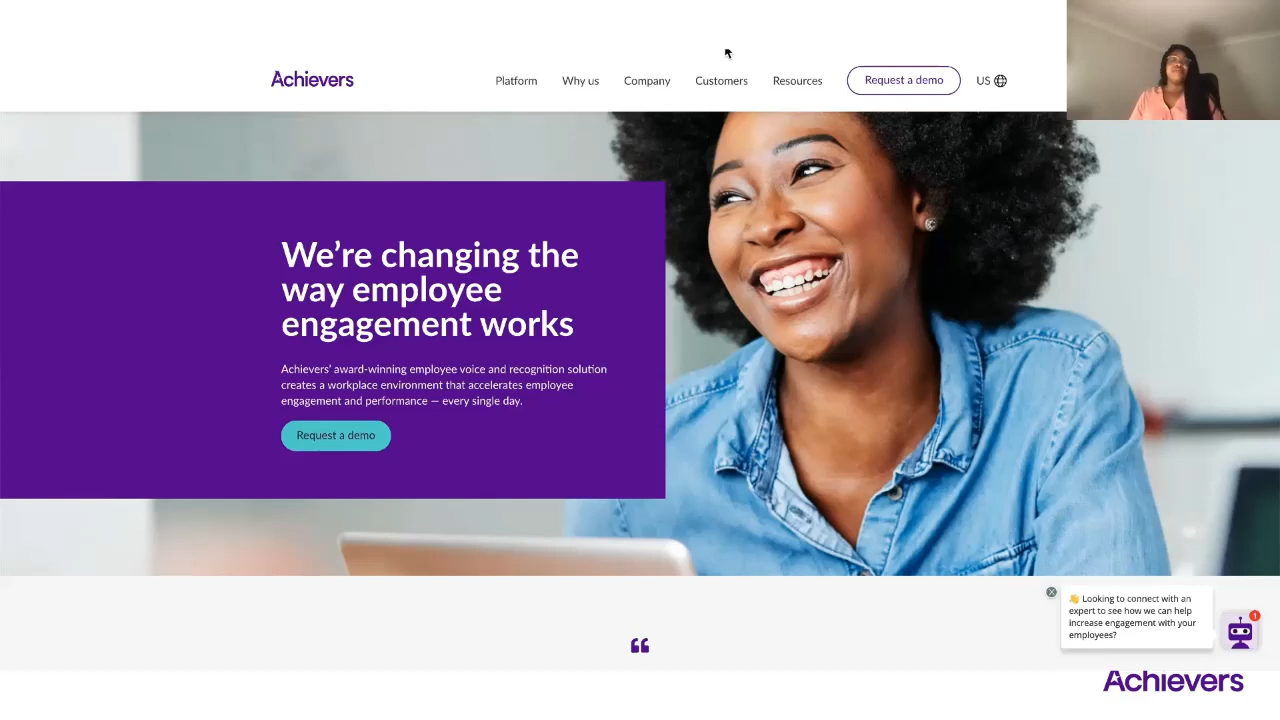 Achievers
Platform
Why us
Company
Customers
Resources
Request a demo
US
We’re changing the
way employee
engagement works
Achievers’ award-winning employee voice and recognition solution
creates a workplace environment that accelerates employee
engagement and performance — every single day.
Request a demo
“
👋 Looking to connect with an
expert to see how we can help
increase engagement with your
employees?
1
Achievers